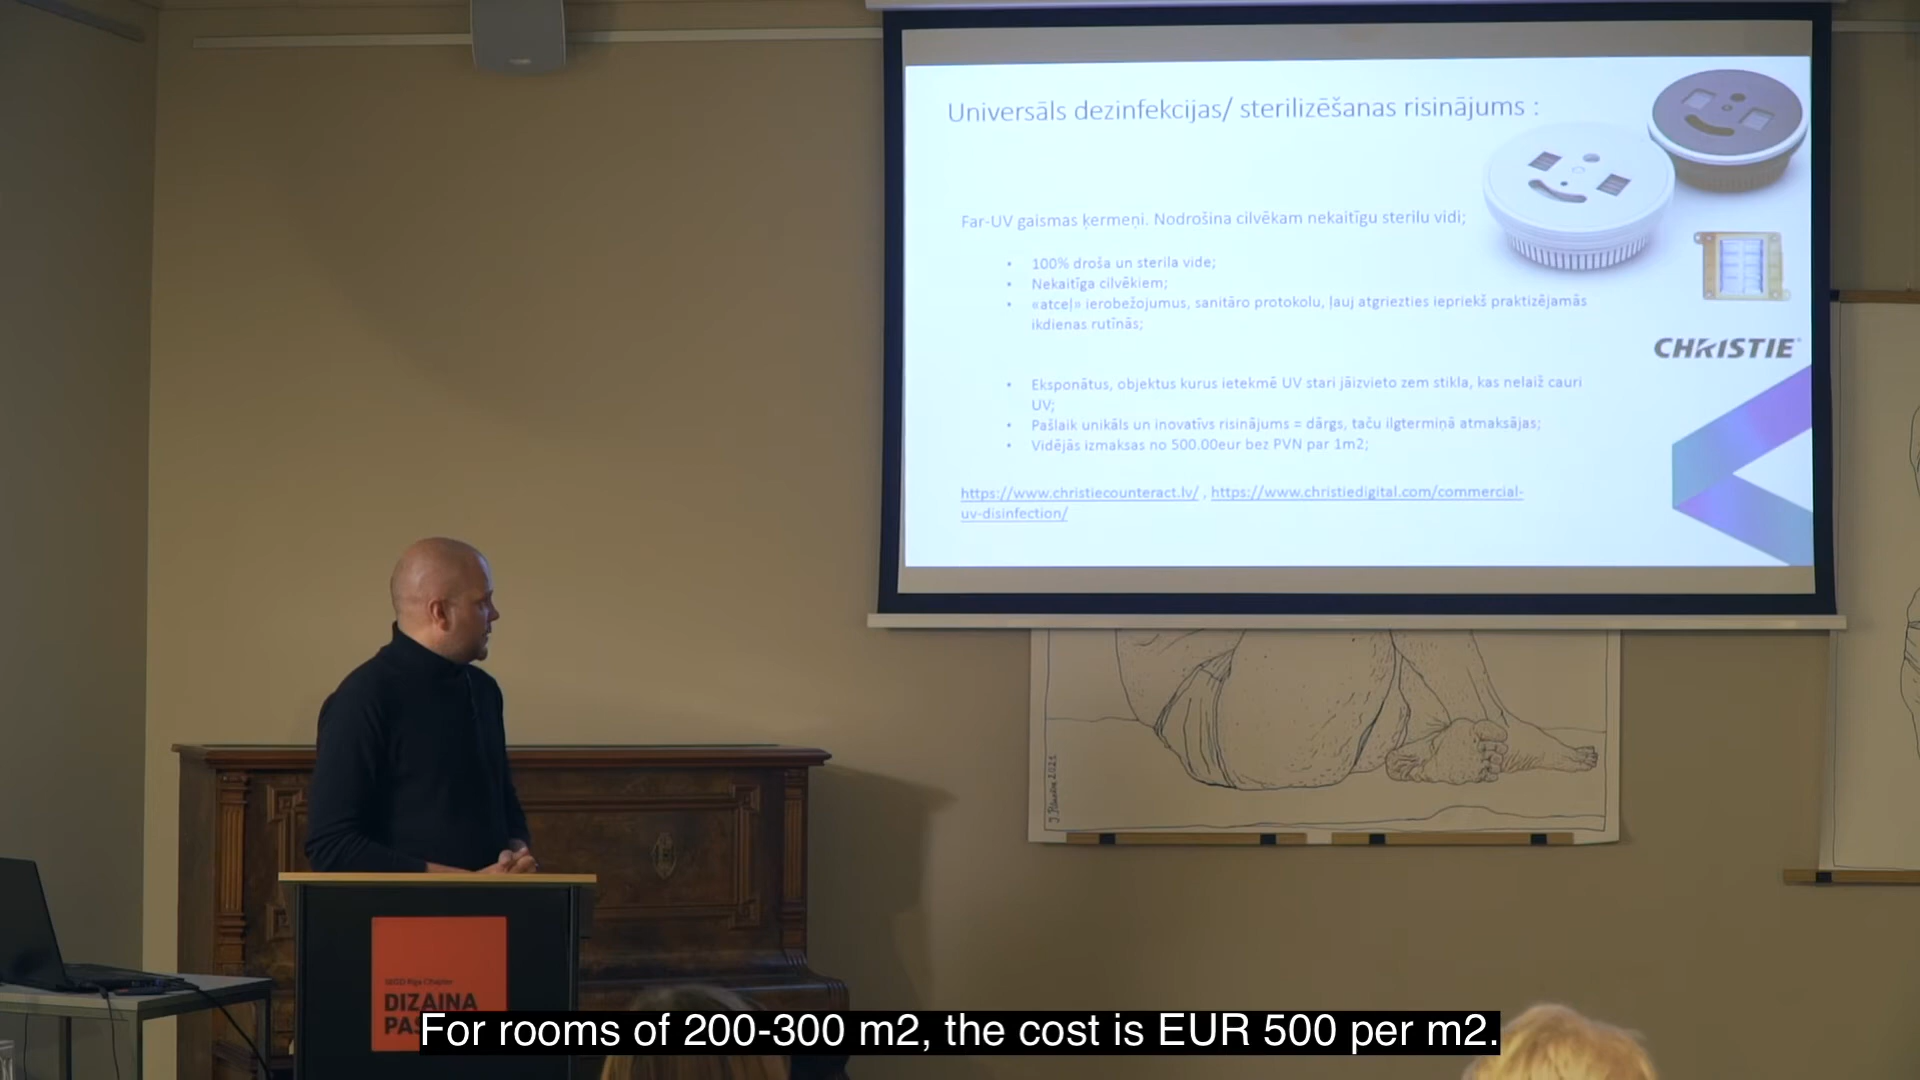 Universāls dezinfekcijas/ sterilizēšanas risinājums :
Far-UV gaismas ķermeņi. Nodrošina cilvēkam nekaitīgu sterilu vidi;
• 100% droša un sterila vide;
• Nekaitīga cilvēkiem;
• «atceļ» ierobežojumus, sanitāro protokolu, ļauj atgriezties iepriekš praktizējamās
ikdienas rutīnās;
CHRISTIE
• Eksponātus, objektus kurus ietekmē UV stari jāizvieto zem stikla, kas nelaiž cauri
UV;
• Pašlaik unikāls un inovatīvs risinājums = dārgs, taču ilgtermiņā atmaksājas;
• Vidējās izmaksas no 500.00eur bez PVN par 1m2;
https://www.christiecounteract.lv/ , https://www.christiedigital.com/commercial-
uv-disinfection/
2021
Riga Chapter
DIZAINA
For rooms of 200-300 m2, the cost is EUR 500 per m2.